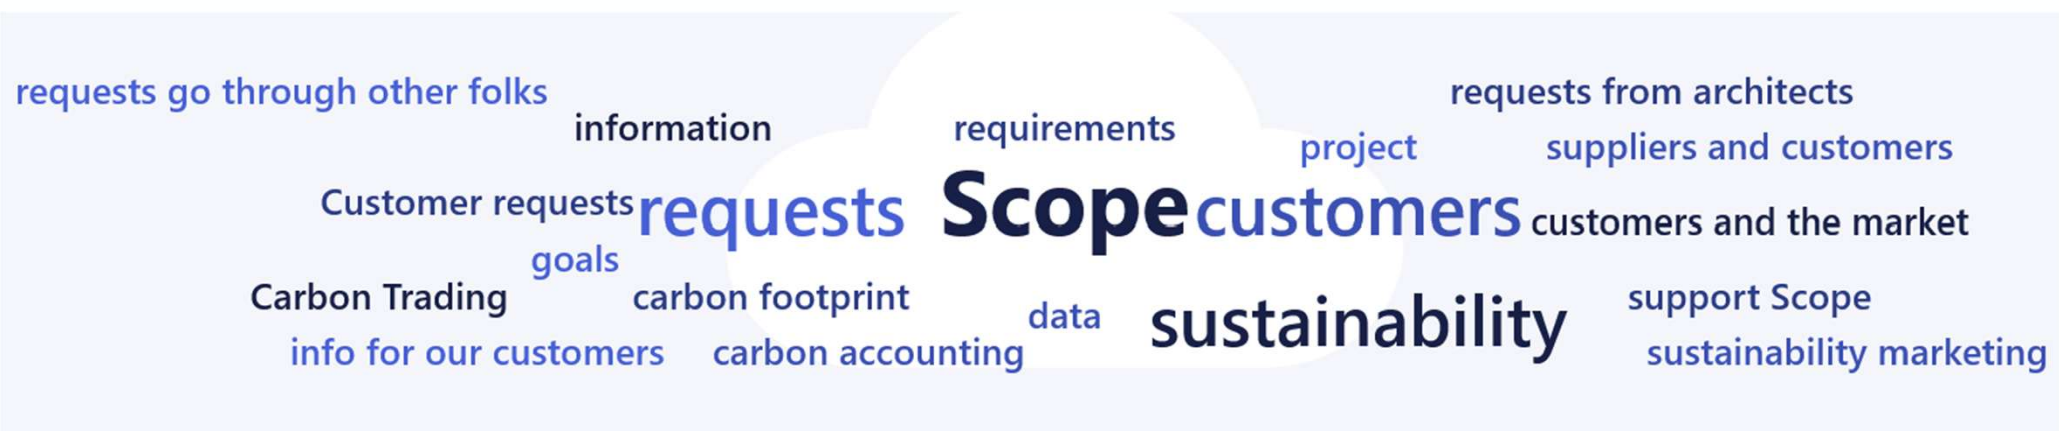 requests go through other folks
requests from architects
information
requirements
project
suppliers and customers
Customer requests
requests
Scope
customers
customers and the market
goals
Carbon Trading
carbon footprint
data
sustainability
support Scope
info for our customers
carbon accounting
sustainability marketing